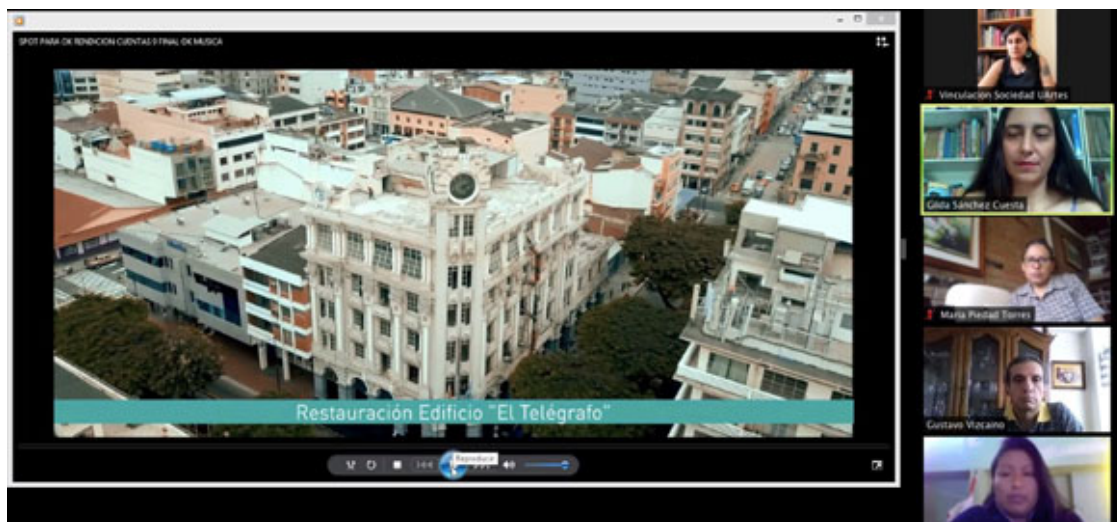 SPOT PARA OK RENDICION CUENTAS 9 FINAL OK MUSICA
Restauración Edificio "El Telégrafo"
Reproducir
Vinculación Sociedad UArtes
Gilda Sánchez Cuesta
María Piedad Torres
Gustavo Vizcaino